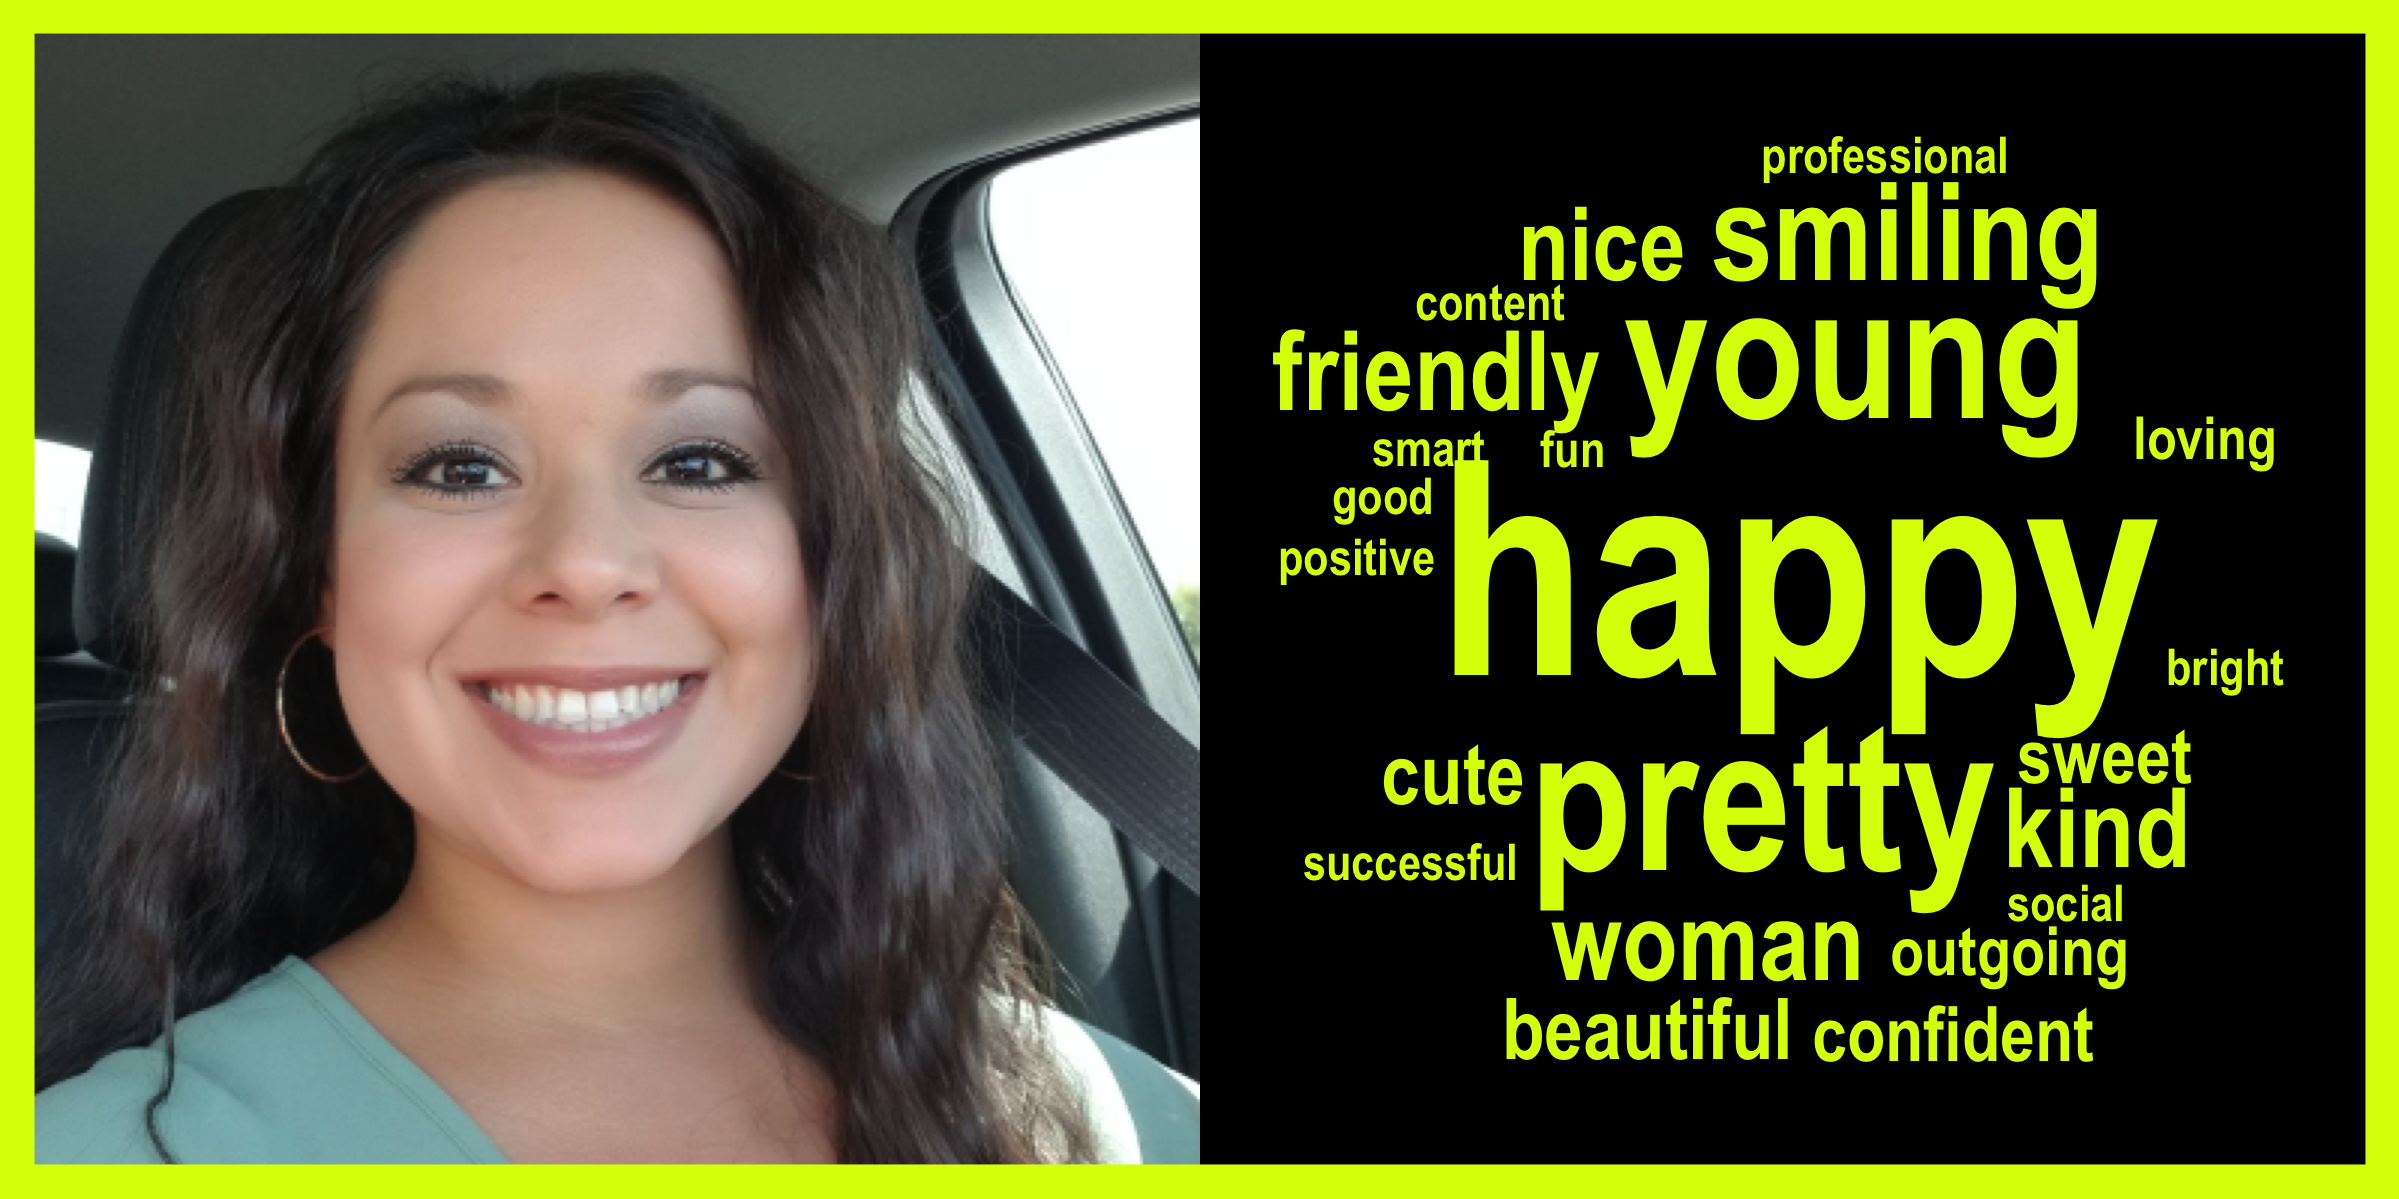 professional
nice smiling
content
friendly young
loving
smart fun
good
happy
positive
bright
sweet
cute pretty kind
successful
social
woman outgoing
beautiful confident